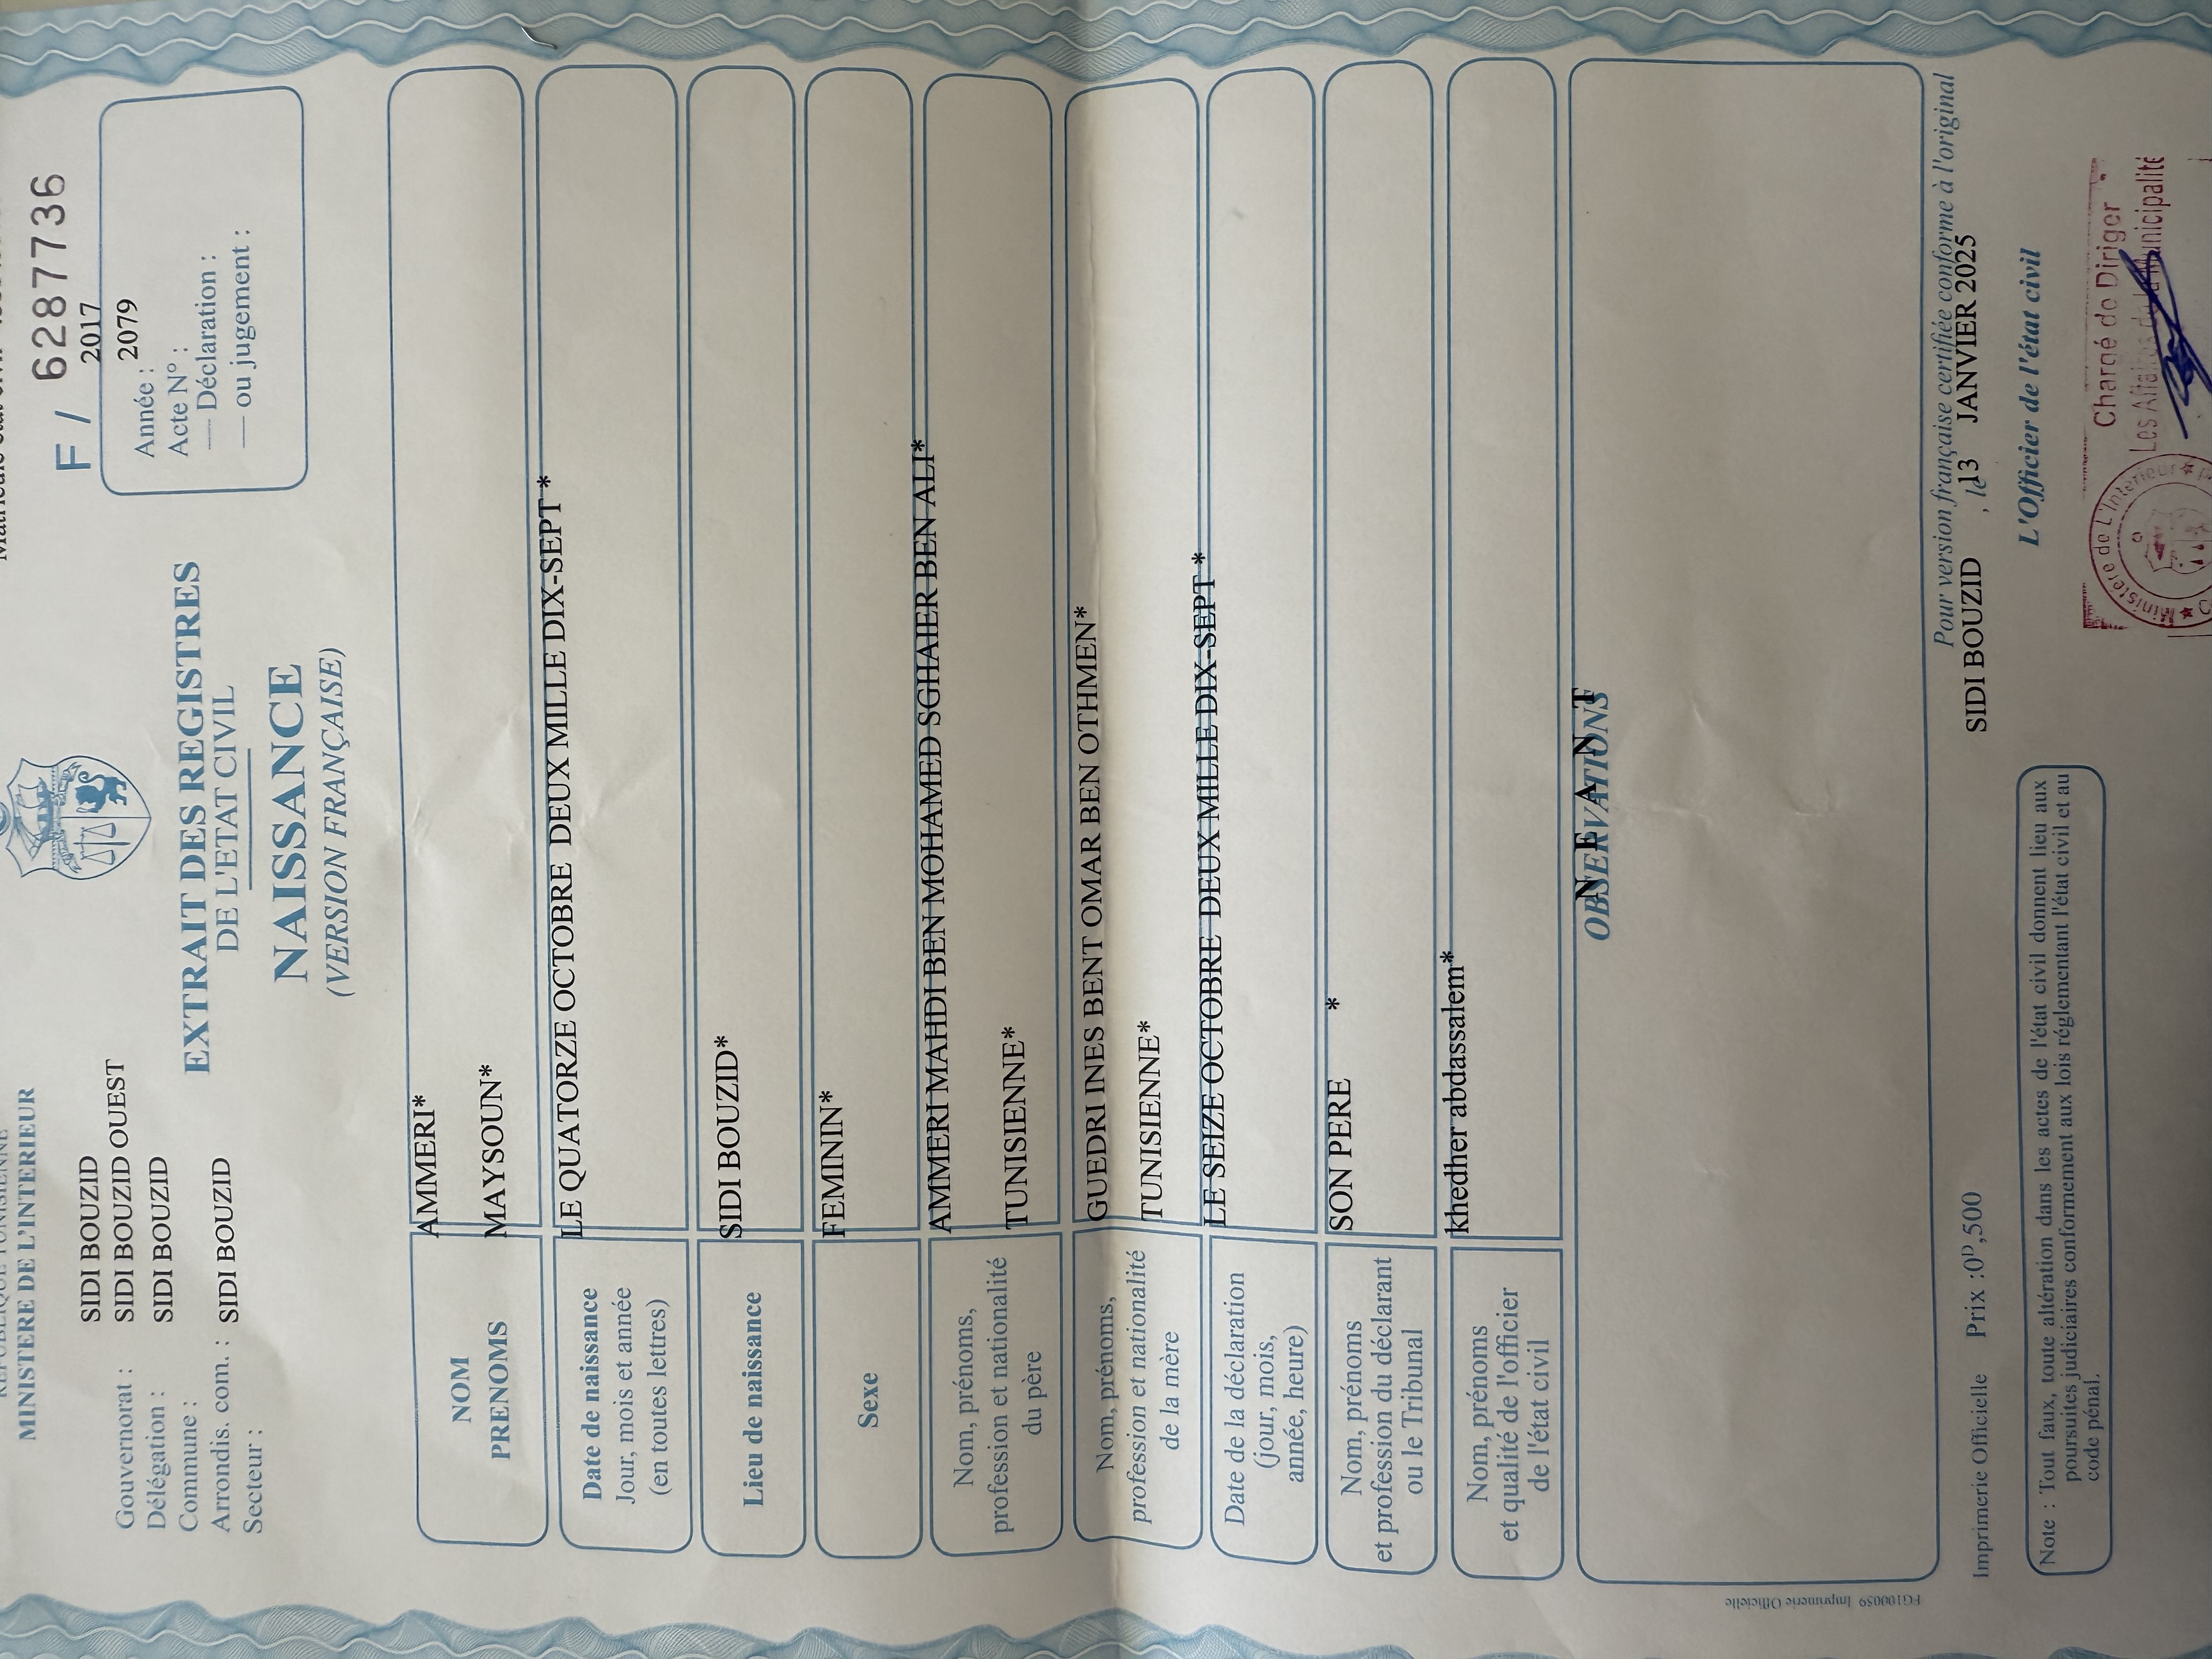 MINISTERE DE L'INTERIEUR
F / 6287736
Gouvernorat : SIDI BOUZID
Délégation : SIDI BOUZID OUEST
Commune : SIDI BOUZID
Arrondis. com. : SIDI BOUZID
Secteur :
2017
Année : 2079
Acte N° :
— Déclaration :
— ou jugement :
EXTRAIT DES REGISTRES
DE L'ETAT CIVIL
NAISSANCE
(VERSION FRANÇAISE)
NOM AMMERI*
PRENOMS MAYSOUN*
Date de naissance
Jour, mois et année
(en toutes lettres)
LE QUATORZE OCTOBRE DEUX MILLE DIX-SEPT *
Lieu de naissance SIDI BOUZID*
Sexe FEMININ*
Nom, prénoms,
profession et nationalité
du père
AMMERI MAHDI BEN MOHAMED SGHAIER BEN ALI*
TUNISIENNE*
Nom, prénoms,
profession et nationalité
de la mère
GUEDRI INES BENT OMAR BEN OTHMEN*
TUNISIENNE*
Date de la déclaration
(jour, mois,
année, heure)
LE SEIZE OCTOBRE DEUX MILLE DIX-SEPT *
Nom, prénoms
et profession du déclarant
ou le Tribunal
SON PERE *
Nom, prénoms
et qualité de l'officier
de l'état civil
khedher abdassalem*
OBSERVATIONS
N E A N T
Pour version française certifiée conforme à l'original
SIDI BOUZID , le 13 JANVIER 2025
L'Officier de l'état civil
Chargé de Diriger
Les Affaires de la Municipalité
Ministère de L'Interieur
Imprimerie Officielle Prix :0D,500
Note : Tout faux, toute altération dans les actes de l'état civil donnent lieu aux
poursuites judiciaires conformement aux lois réglementant l'état civil et au
code pénal.
FG100059 Imprimerie Officielle